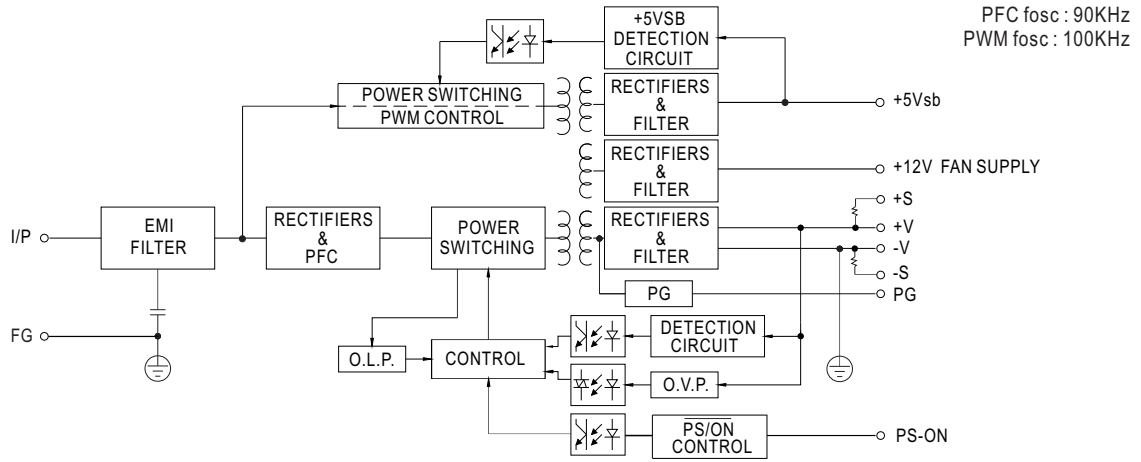 PFC fosc : 90KHz
PWM fosc : 100KHz
+5VSB
DETECTION
CIRCUIT
POWER SWITCHING
PWM CONTROL
RECTIFIERS
&
FILTER
+5Vsb
RECTIFIERS
&
FILTER
+12V FAN SUPPLY
I/P
EMI
FILTER
RECTIFIERS
&
PFC
POWER
SWITCHING
RECTIFIERS
&
FILTER
+S
+V
-V
-S
PG
PG
FG
O.L.P.
CONTROL
DETECTION
CIRCUIT
O.V.P.
PS/ON
CONTROL
PS-ON